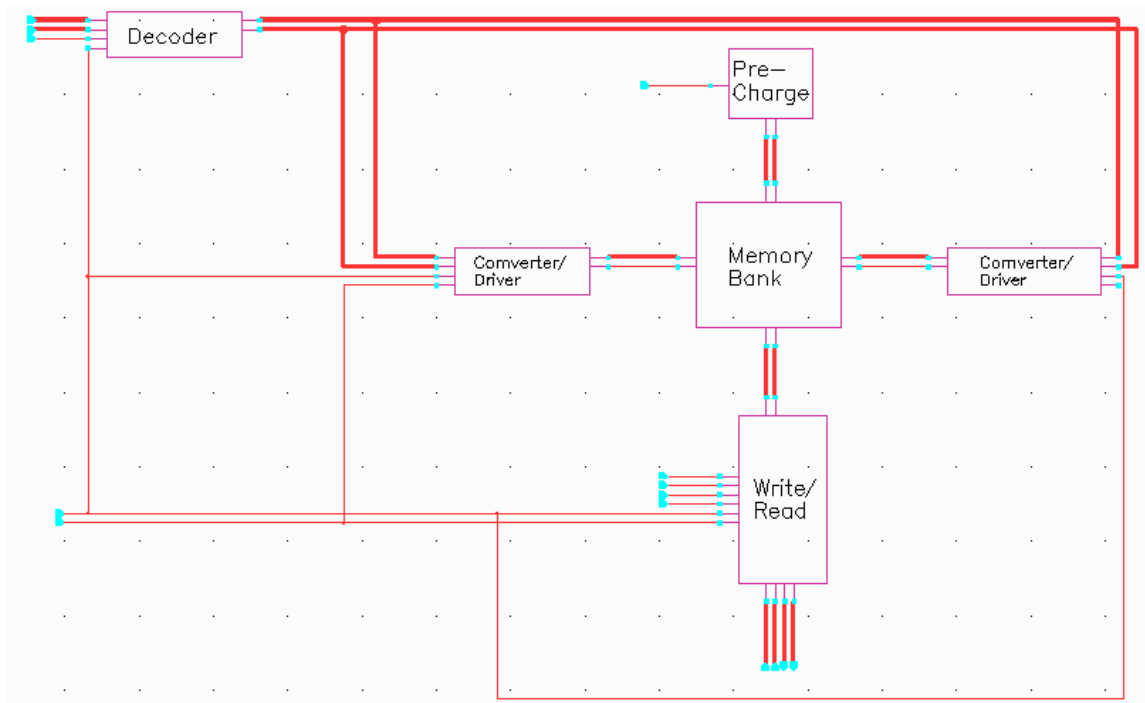 Decoder
Pre-
Charge
Comverter/
Driver
Memory
Bank
Comverter/
Driver
Write/
Read